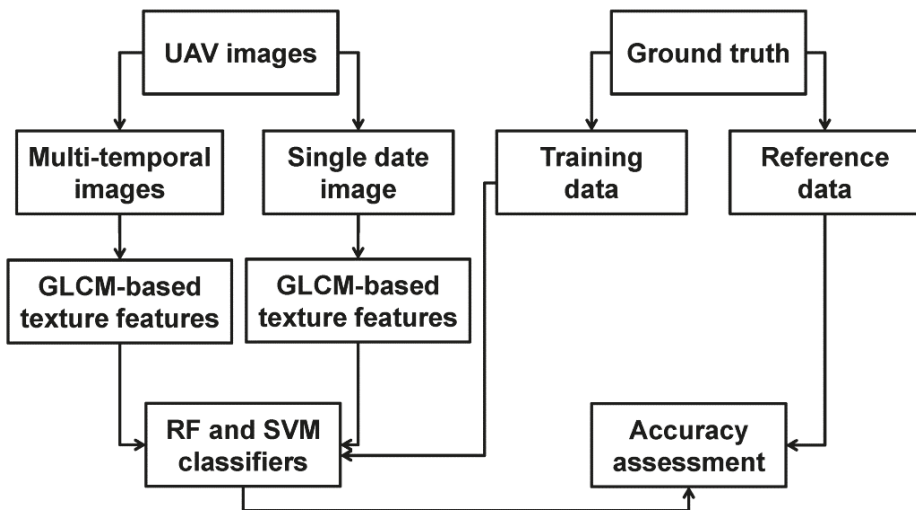 UAV images
Ground truth
Multi-temporal
images
Single date
image
Training
data
Reference
data
GLCM-based
texture features
GLCM-based
texture features
RF and SVM
classifiers
Accuracy
assessment